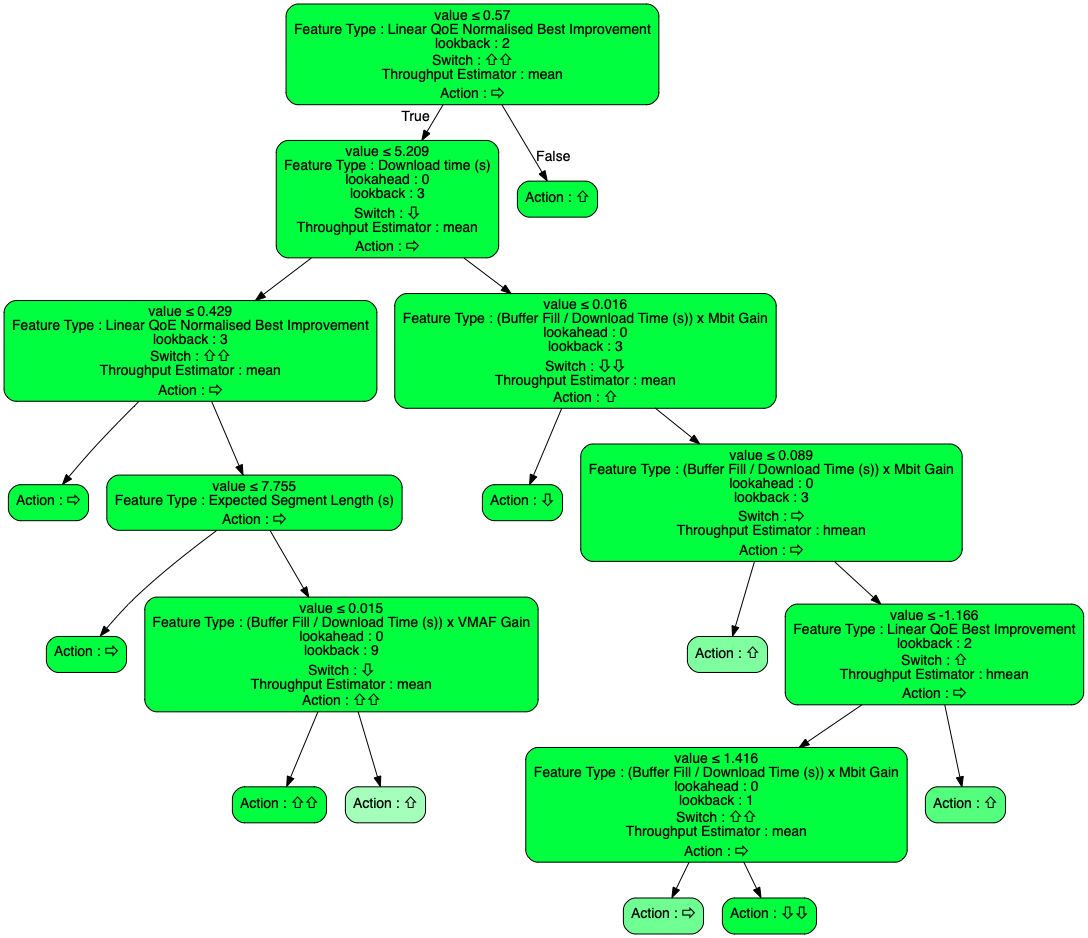 value ≤ 0.57
Feature Type : Linear QoE Normalised Best Improvement
lookback : 2
Switch : ⇧⇧
Throughput Estimator : mean
Action : ⇨
True
False
value ≤ 5.209
Feature Type : Download time (s)
lookahead : 0
lookback : 3
Switch : ⇩
Throughput Estimator : mean
Action : ⇨
Action : ⇧
value ≤ 0.429
Feature Type : Linear QoE Normalised Best Improvement
lookback : 3
Switch : ⇧⇧
Throughput Estimator : mean
Action : ⇨
value ≤ 0.016
Feature Type : (Buffer Fill / Download Time (s)) x Mbit Gain
lookahead : 0
lookback : 3
Switch : ⇩⇩
Throughput Estimator : mean
Action : ⇧
Action : ⇨
value ≤ 7.755
Feature Type : Expected Segment Length (s)
Action : ⇨
Action : ⇩
value ≤ 0.089
Feature Type : (Buffer Fill / Download Time (s)) x Mbit Gain
lookahead : 0
lookback : 3
Switch : ⇨
Throughput Estimator : hmean
Action : ⇨
Action : ⇨
value ≤ 0.015
Feature Type : (Buffer Fill / Download Time (s)) x VMAF Gain
lookahead : 0
lookback : 9
Switch : ⇩
Throughput Estimator : mean
Action : ⇧⇧
Action : ⇧
value ≤ -1.166
Feature Type : Linear QoE Best Improvement
lookback : 2
Switch : ⇧
Throughput Estimator : hmean
Action : ⇨
Action : ⇧⇧
Action : ⇧
value ≤ 1.416
Feature Type : (Buffer Fill / Download Time (s)) x Mbit Gain
lookahead : 0
lookback : 1
Switch : ⇧⇧
Throughput Estimator : mean
Action : ⇨
Action : ⇧
Action : ⇨
Action : ⇩⇩